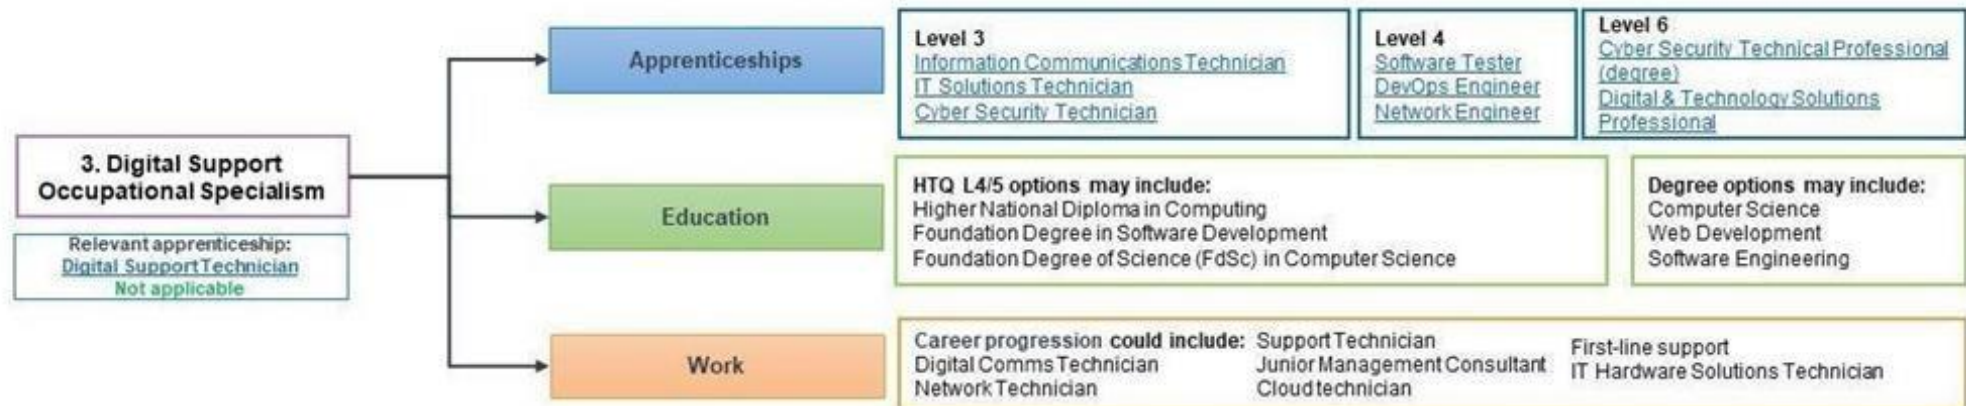 3. Digital Support
Occupational Specialism
Relevant apprenticeship:
Digital Support Technician
Not applicable
Apprenticeships
Level 3
Information Communications Technician
IT Solutions Technician
Cyber Security Technician
Level 4
Software Tester
DevOps Engineer
Network Engineer
Level 6
Cyber Security Technical Professional
(degree)
Digital & Technology Solutions
Professional
Education
HTQ L4/5 options may include:
Higher National Diploma in Computing
Foundation Degree in Software Development
Foundation Degree of Science (FdSc) in Computer Science
Degree options may include:
Computer Science
Web Development
Software Engineering
Work
Career progression could include:
Digital Comms Technician
Network Technician
Support Technician
Junior Management Consultant
Cloud technician
First-line support
IT Hardware Solutions Technician